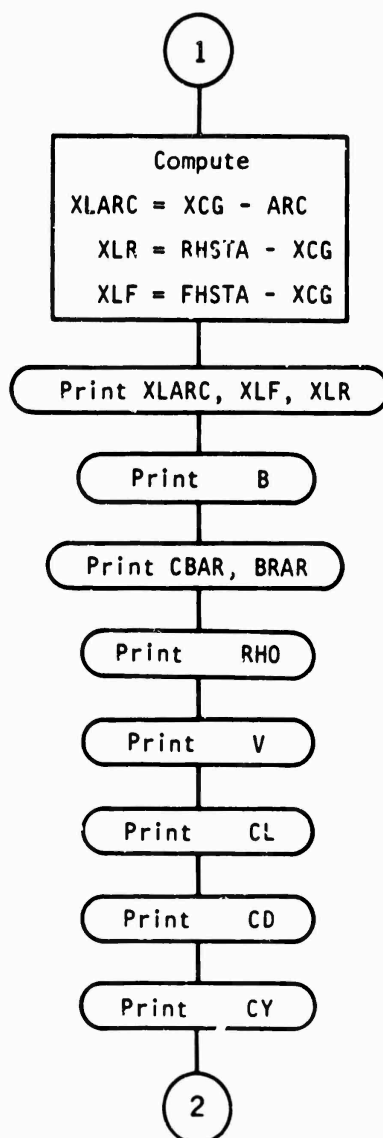 1
Compute
XLARC = XCG - ARC
XLR = RHSTA - XCG
XLF = FHSTA - XCG
Print XLARC, XLF, XLR
Print B
Print CBAR, BRAR
Print RHO
Print V
Print CL
Print CD
Print CY
2